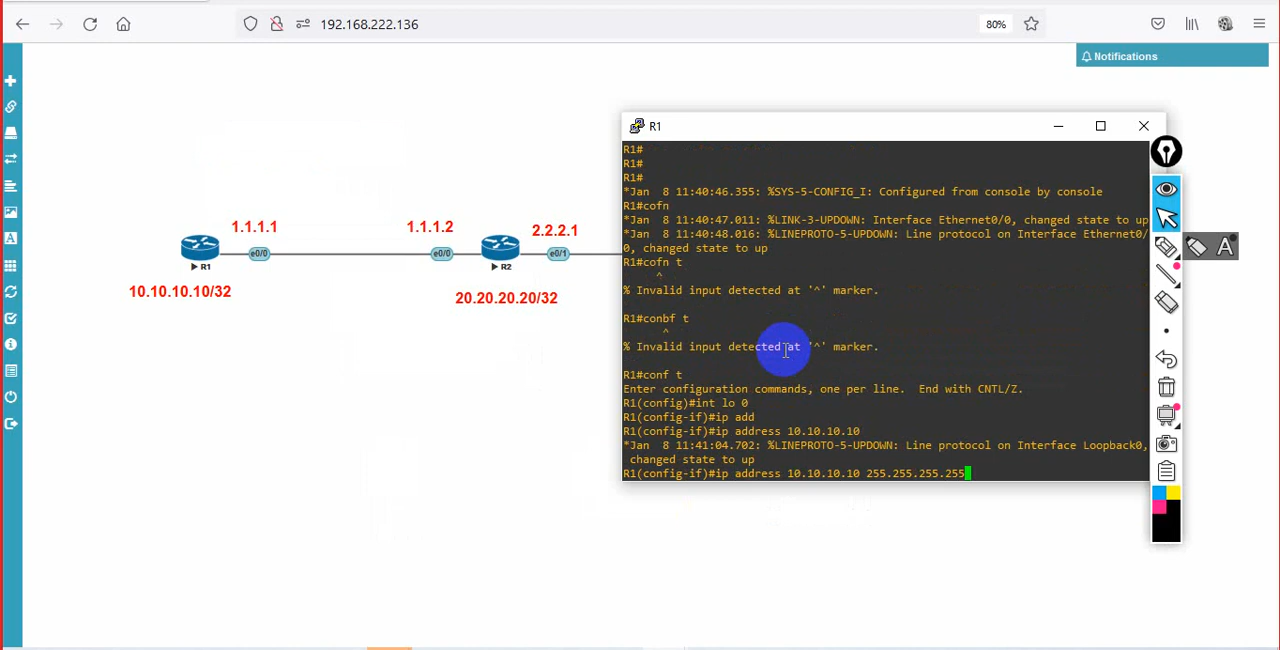 192.168.222.136
80%
Notifications
R1
R1#
R1#
R1#
*Jan  8 11:40:46.355: %SYS-5-CONFIG_I: Configured from console by console
R1#cofn
*Jan  8 11:40:47.011: %LINK-3-UPDOWN: Interface Ethernet0/0, changed state to up
*Jan  8 11:40:48.016: %LINEPROTO-5-UPDOWN: Line protocol on Interface Ethernet0/
0, changed state to up
R1#cofn t
^
% Invalid input detected at '^' marker.
R1#conbf t
^
% Invalid input detected at '^' marker.
R1#conf t
Enter configuration commands, one per line.  End with CNTL/Z.
R1(config)#int lo 0
R1(config-if)#ip add
R1(config-if)#ip address 10.10.10.10
*Jan  8 11:41:04.702: %LINEPROTO-5-UPDOWN: Line protocol on Interface Loopback0,
changed state to up
R1(config-if)#ip address 10.10.10.10 255.255.255.255
1.1.1.1
1.1.1.2
2.2.2.1
e0/0
e0/0
e0/1
R1
R2
10.10.10.10/32
20.20.20.20/32
A
A